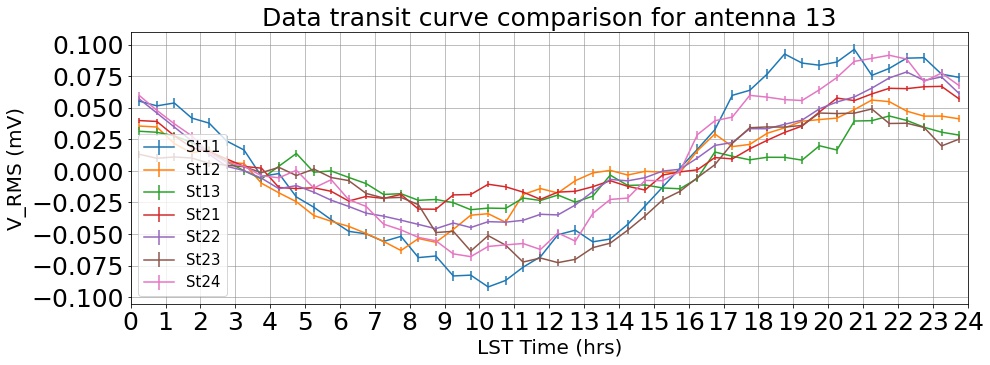 Data transit curve comparison for antenna 13
V_RMS (mV)
0.100
0.075
0.050
0.025
0.000
−0.025
−0.050
−0.075
−0.100
St11
St12
St13
St21
St22
St23
St24
0 1 2 3 4 5 6 7 8 9 10 11 12 13 14 15 16 17 18 19 20 21 22 23 24
LST Time (hrs)